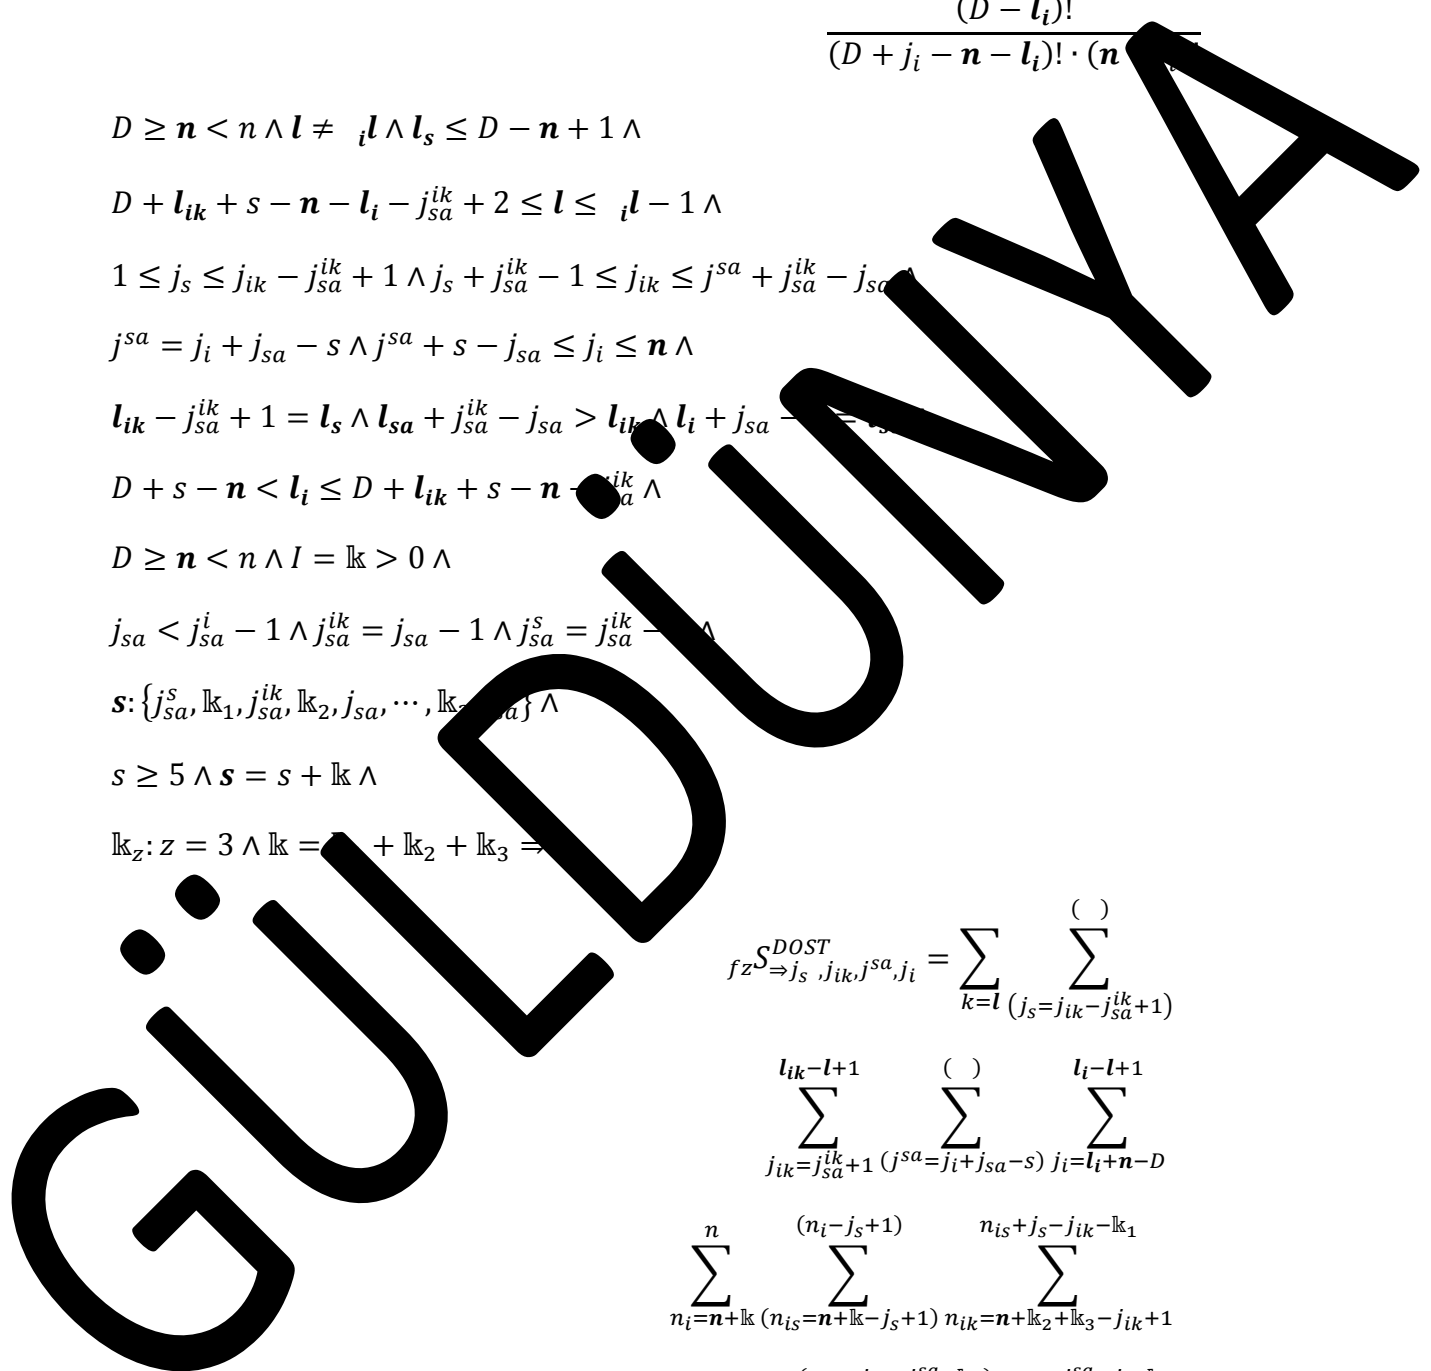 (D − l_i)!
(D + j_i − n − l_i)! · (n
D ≥ n < n ∧ l ≠ _il ∧ l_s ≤ D − n + 1 ∧
D + l_ik + s − n − l_i − j_sa^ik + 2 ≤ l ≤ _il − 1 ∧
1 ≤ j_s ≤ j_ik − j_sa^ik + 1 ∧ j_s + j_sa^ik − 1 ≤ j_ik ≤ j^sa + j_sa^ik − j_sa ∧
j^sa = j_i + j_sa − s ∧ j^sa + s − j_sa ≤ j_i ≤ n ∧
l_ik − j_sa^ik + 1 = l_s ∧ l_sa + j_sa^ik − j_sa > l_ik ∧ l_i + j_sa −
D + s − n < l_i ≤ D + l_ik + s − n − j_sa^ik ∧
D ≥ n < n ∧ I = 𝕜 > 0 ∧
j_sa < j_sa^i − 1 ∧ j_sa^ik = j_sa − 1 ∧ j_sa^s = j_sa^ik − ∧
s: {j_sa^s, 𝕜_1, j_sa^ik, 𝕜_2, j_sa, ⋯ , 𝕜 } ∧
s ≥ 5 ∧ s = s + 𝕜 ∧
𝕜_z: z = 3 ∧ 𝕜 = + 𝕜_2 + 𝕜_3 ⇒
( )
_fz S^DOST_⇒j_s ,j_ik,j^sa,j_i = ∑ ∑
k=l (j_s=j_ik−j_sa^ik+1)
l_ik−l+1 ( ) l_i−l+1
∑ ∑ ∑
j_ik=j_sa^ik+1 (j^sa=j_i+j_sa−s) j_i=l_i+n−D
n (n_i−j_s+1) n_is+j_s−j_ik−𝕜_1
∑ ∑ ∑
n_i=n+𝕜 (n_is=n+𝕜−j_s+1) n_ik=n+𝕜_2+𝕜_3−j_ik+1
GÜLDÜNYA